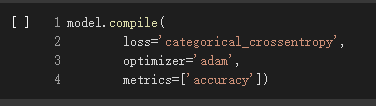 [ ] 1 model.compile(
2 loss='categorical_crossentropy',
3 optimizer='adam',
4 metrics=['accuracy'])